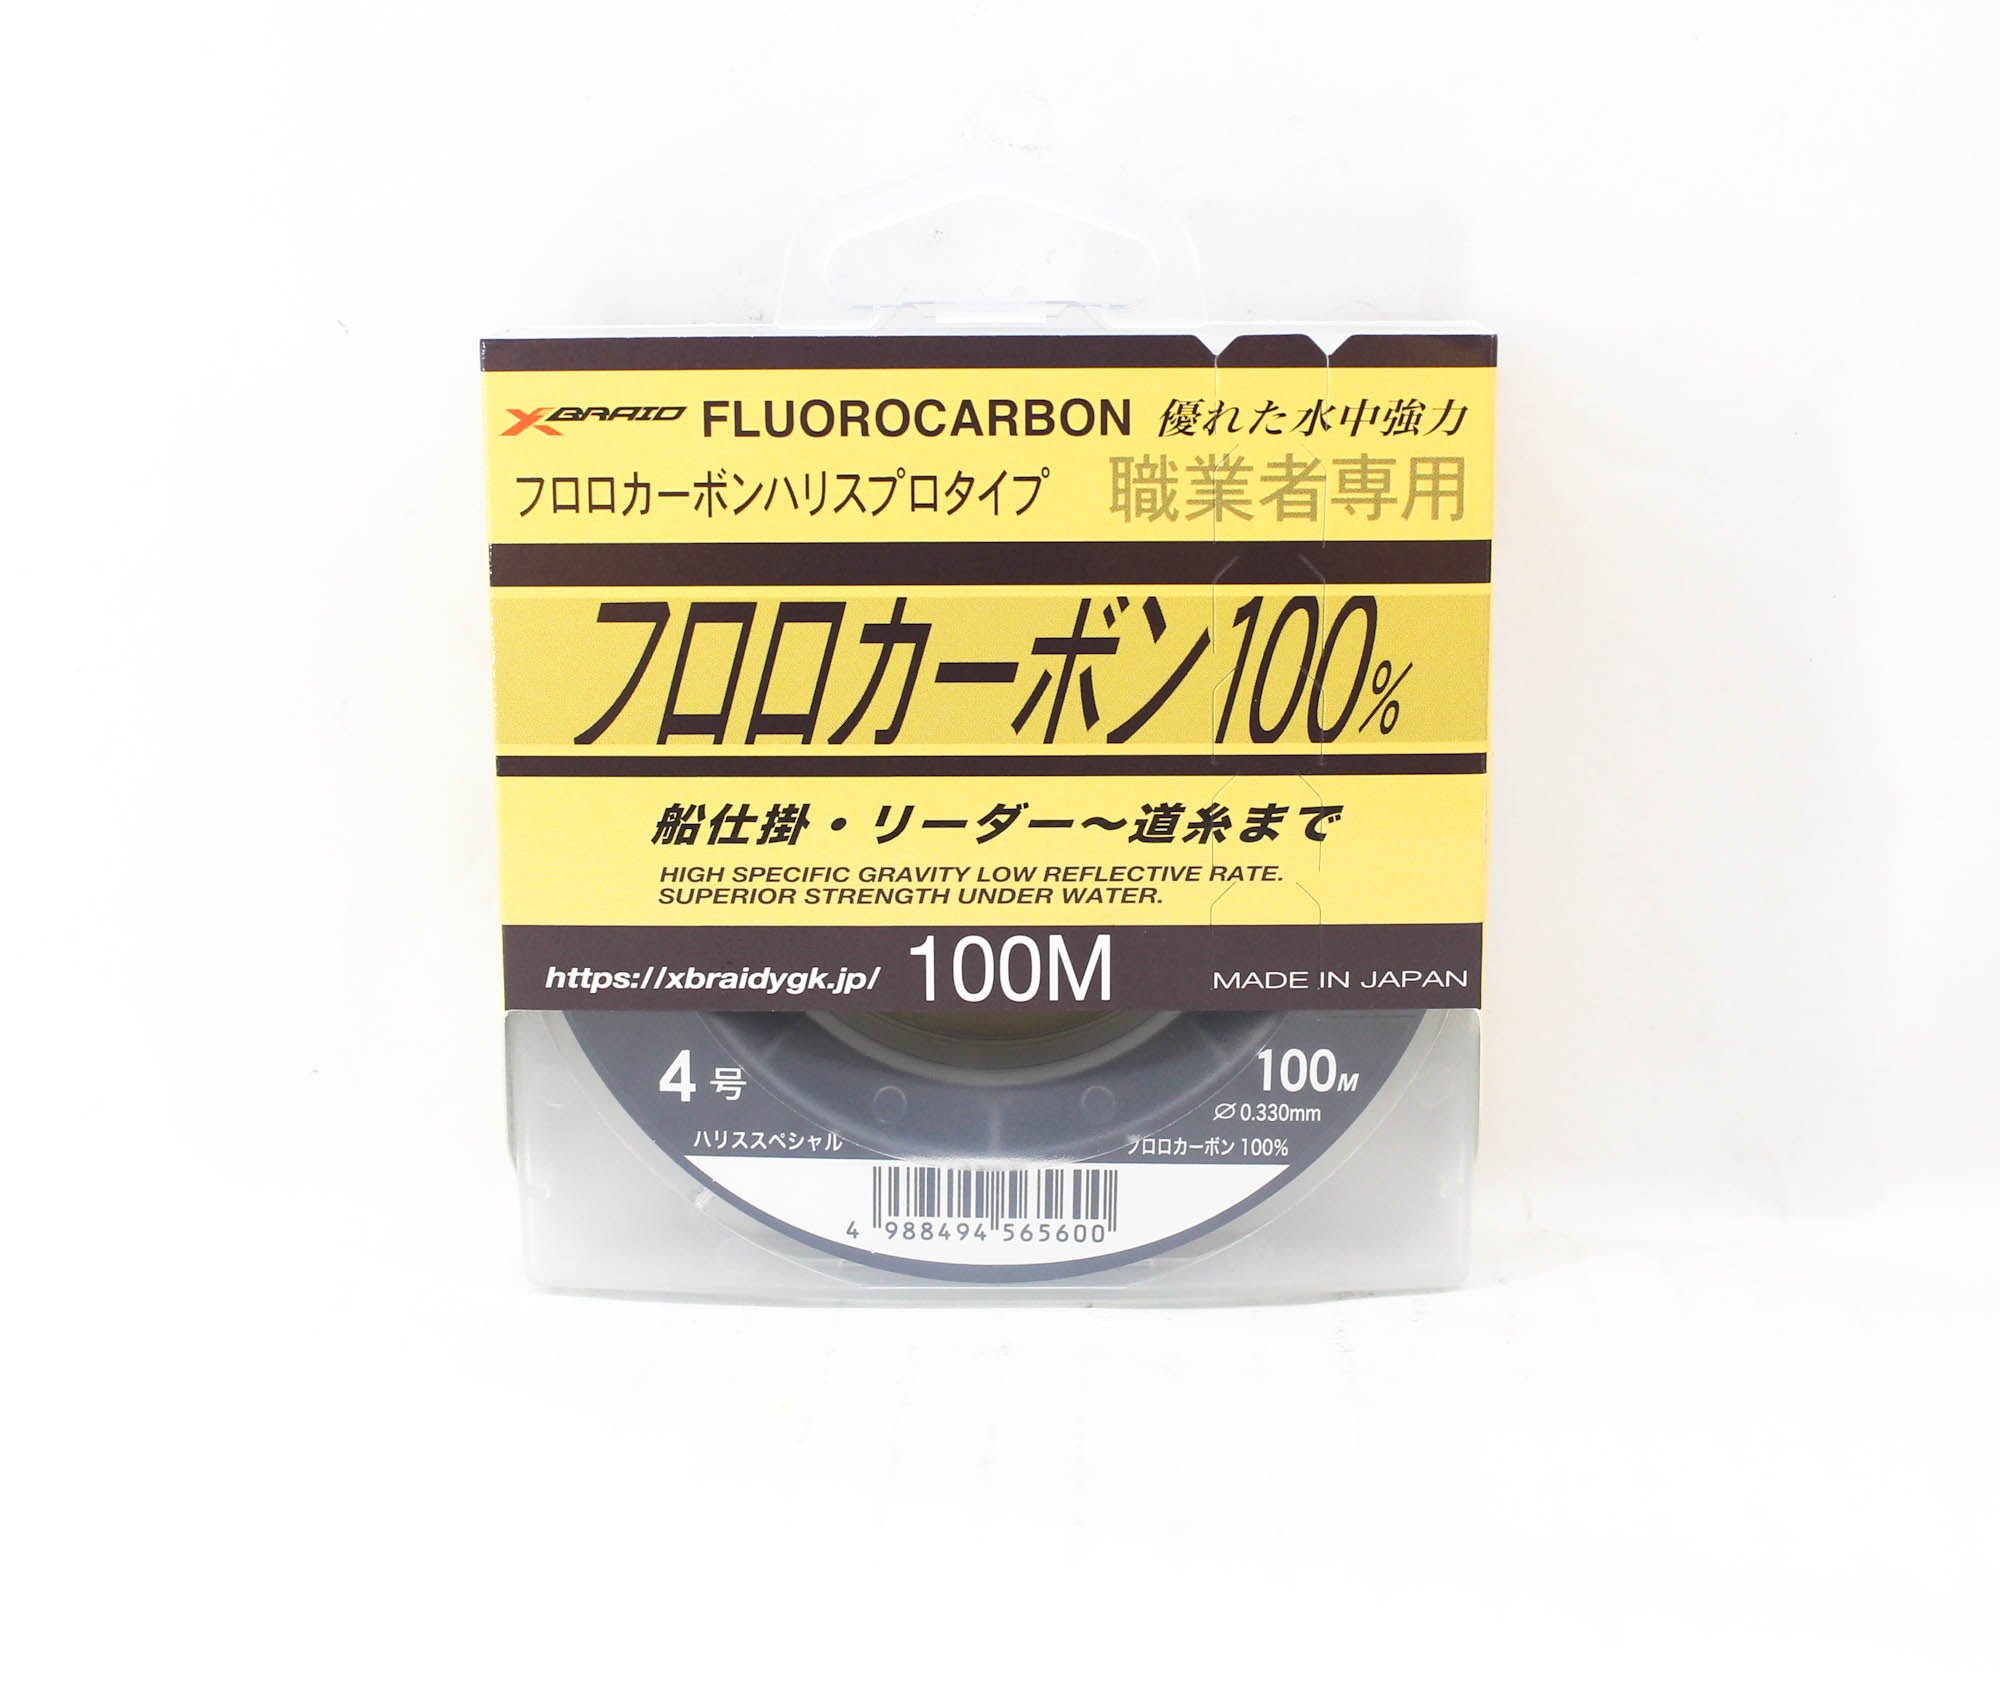 XBRAID FLUOROCARBON 優れた水中強力
フロロカーボンハリスプロタイプ 職業者専用
フロロカーボン100%
船仕掛・リーダー〜道糸まで
HIGH SPECIFIC GRAVITY LOW REFLECTIVE RATE.
SUPERIOR STRENGTH UNDER WATER.
https://xbraidygk.jp/ 100M MADE IN JAPAN
4号 100M
Ø 0.330mm
ハリススペシャル フロロカーボン 100%
4 988494 565600